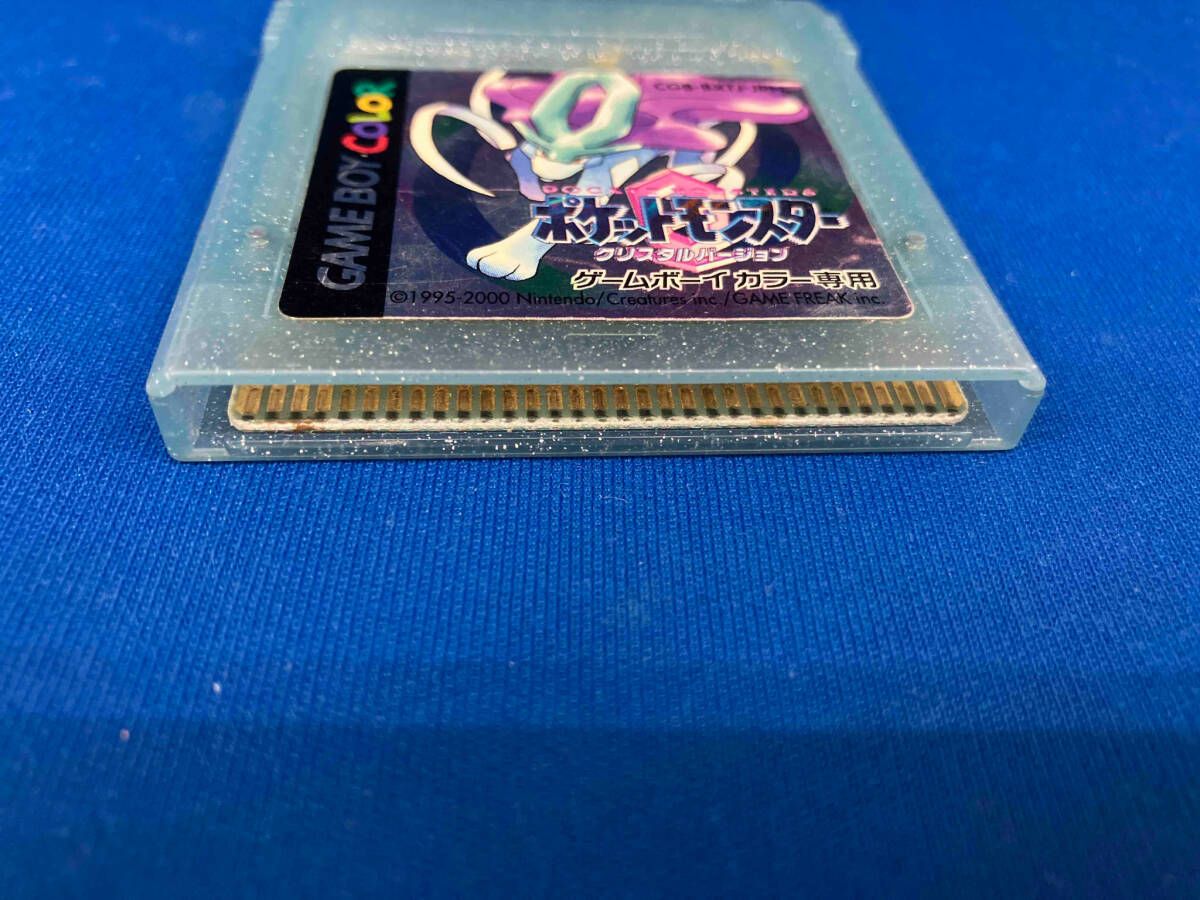 GAME BOY COLOR
ポケットモンスター
クリスタルバージョン
ゲームボーイ カラー専用
©1995-2000 Nintendo/Creatures inc./GAME FREAK inc.